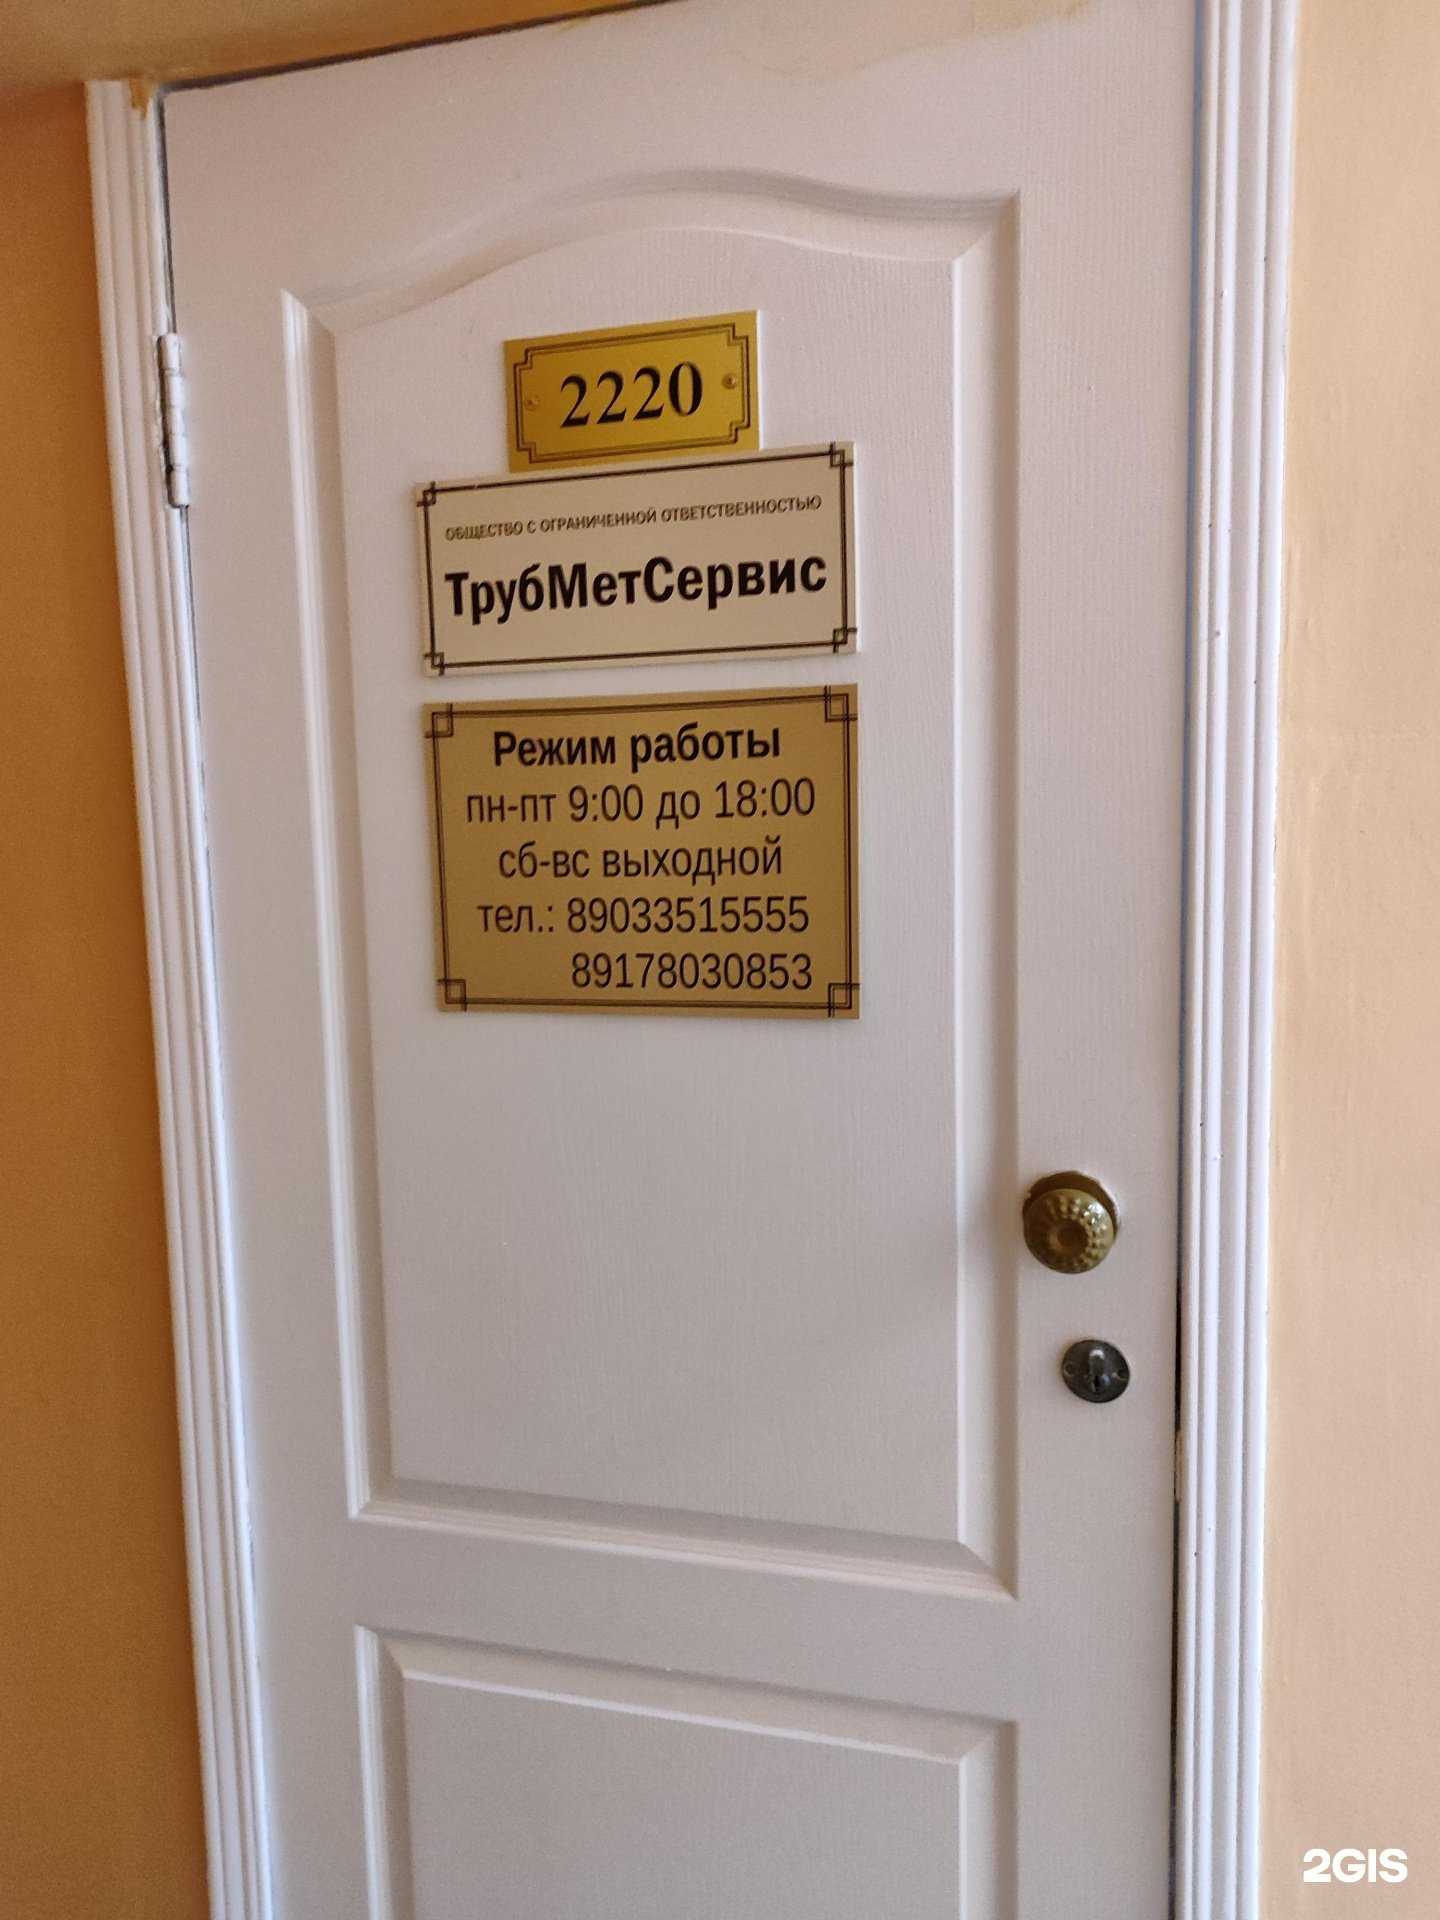 2220
ОБЩЕСТВО С ОГРАНИЧЕННОЙ ОТВЕТСТВЕННОСТЬЮ
ТрубМетСервис
Режим работы
пн-пт 9:00 до 18:00
сб-вс выходной
тел.: 89033515555
89178030853
2GIS